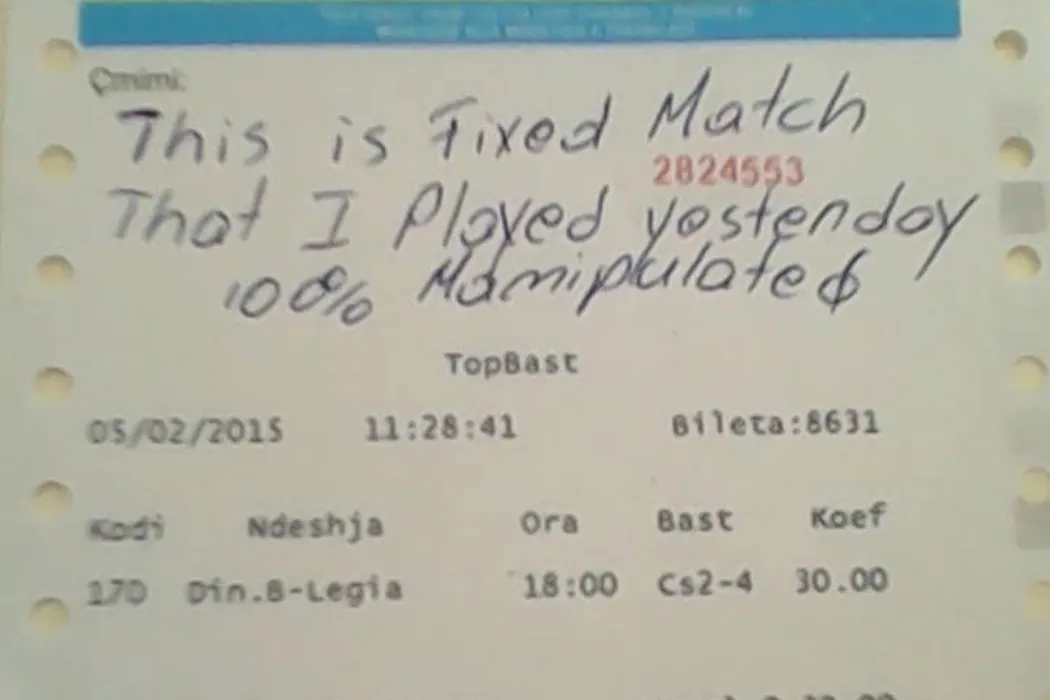 Çmimi:
This is Fixed Match
2824553
That I Played yestenday
100% Manipulated
TopBast
05/02/2015 11:28:41 Bileta:8631
Kodi Ndeshja Ora Bast Koef
170 Din.B-Legia 18:00 Cs2-4 30.00